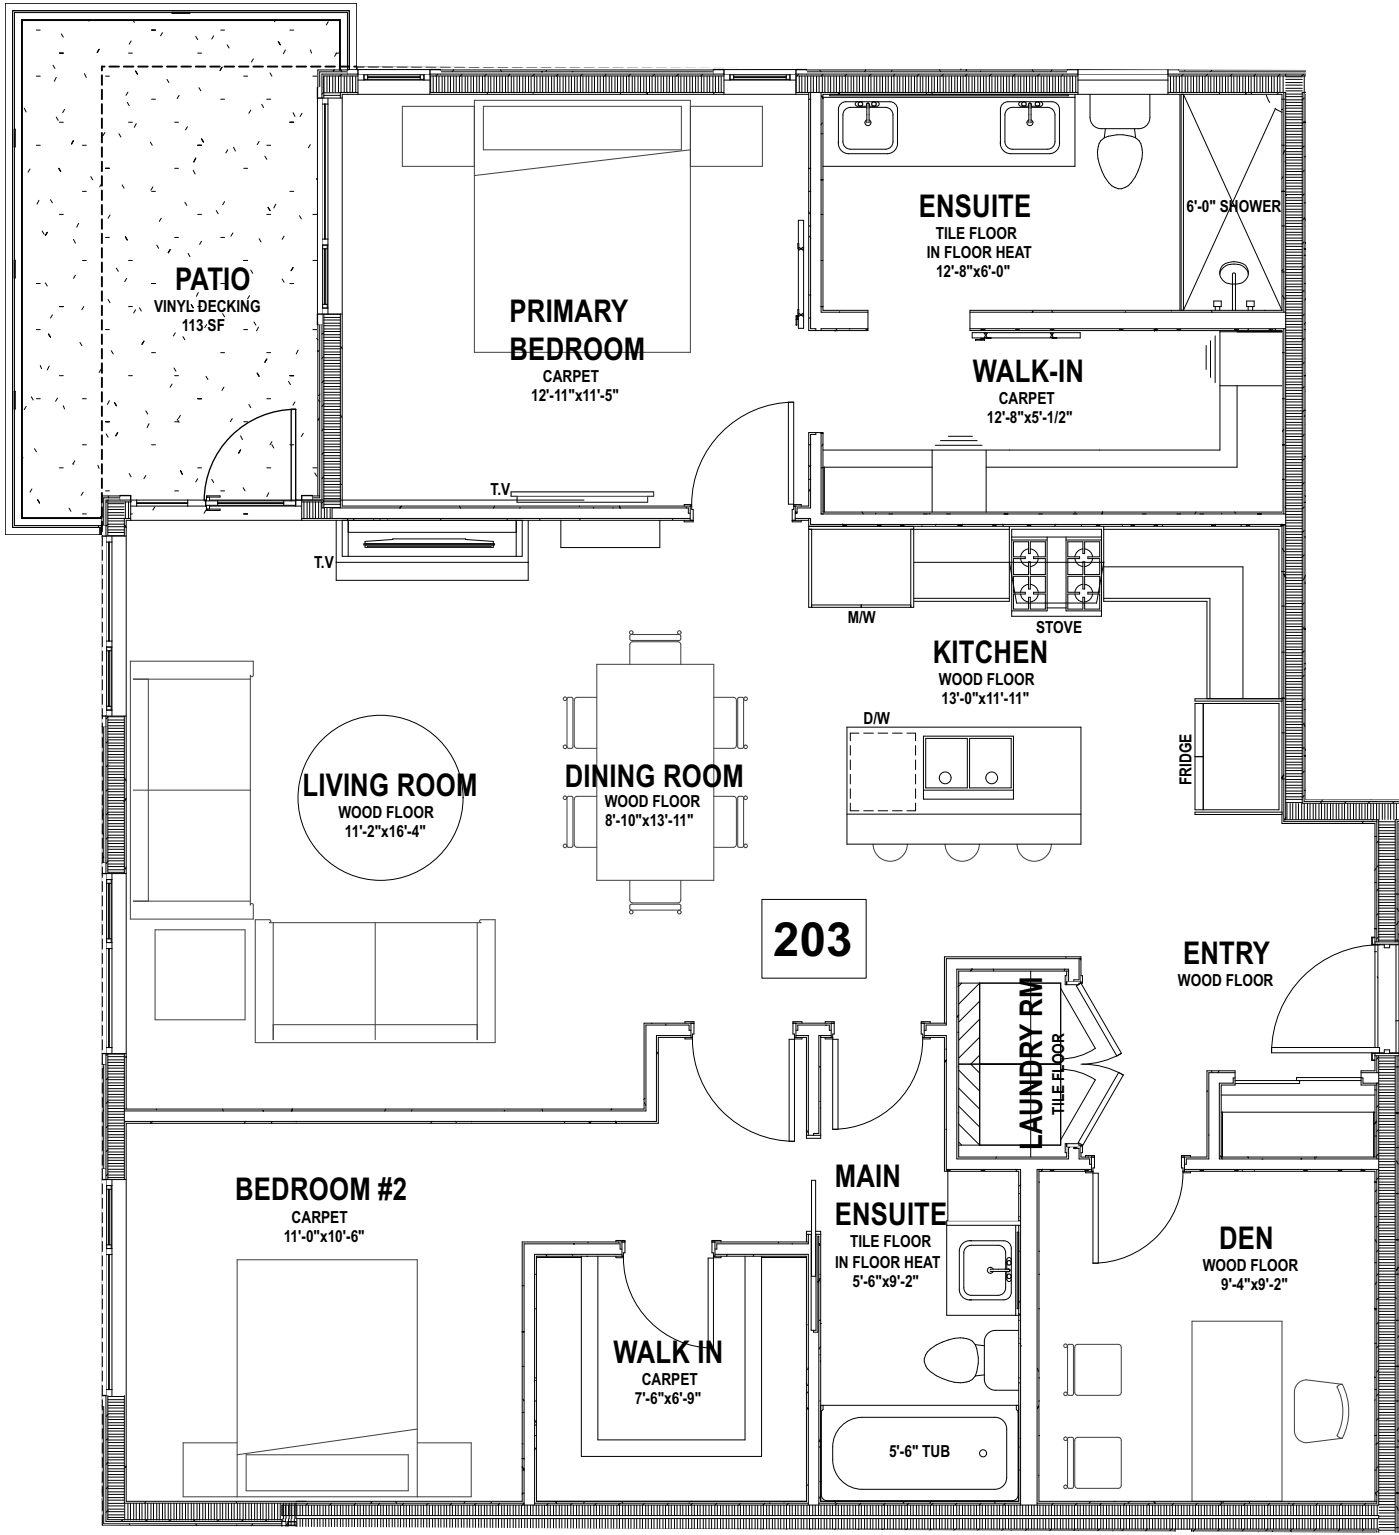 PATIO
VINYL DECKING
113 SF
PRIMARY
BEDROOM
CARPET
12'-11"x11'-5"
T.V
ENSUITE
TILE FLOOR
IN FLOOR HEAT
12'-8"x6'-0"
6'-0" SHOWER
WALK-IN
CARPET
12'-8"x5'-1/2"
T.V
M/W
STOVE
KITCHEN
WOOD FLOOR
13'-0"x11'-11"
D/W
FRIDGE
LIVING ROOM
WOOD FLOOR
11'-2"x16'-4"
DINING ROOM
WOOD FLOOR
8'-10"x13'-11"
203
ENTRY
WOOD FLOOR
LAUNDRY RM
TILE FLOOR
BEDROOM #2
CARPET
11'-0"x10'-6"
MAIN
ENSUITE
TILE FLOOR
IN FLOOR HEAT
5'-6"x9'-2"
DEN
WOOD FLOOR
9'-4"x9'-2"
WALK IN
CARPET
7'-6"x6'-9"
5'-6" TUB